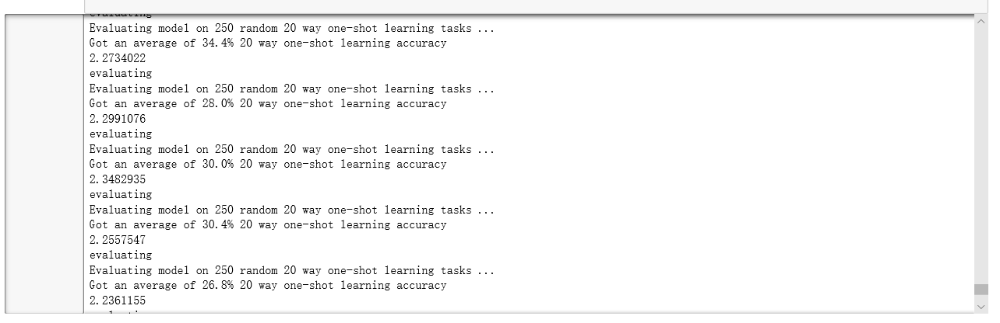 Evaluating model on 250 random 20 way one-shot learning tasks ...
Got an average of 34.4% 20 way one-shot learning accuracy
2.2734022
evaluating
Evaluating model on 250 random 20 way one-shot learning tasks ...
Got an average of 28.0% 20 way one-shot learning accuracy
2.2991076
evaluating
Evaluating model on 250 random 20 way one-shot learning tasks ...
Got an average of 30.0% 20 way one-shot learning accuracy
2.3482935
evaluating
Evaluating model on 250 random 20 way one-shot learning tasks ...
Got an average of 30.4% 20 way one-shot learning accuracy
2.2557547
evaluating
Evaluating model on 250 random 20 way one-shot learning tasks ...
Got an average of 26.8% 20 way one-shot learning accuracy
2.2361155